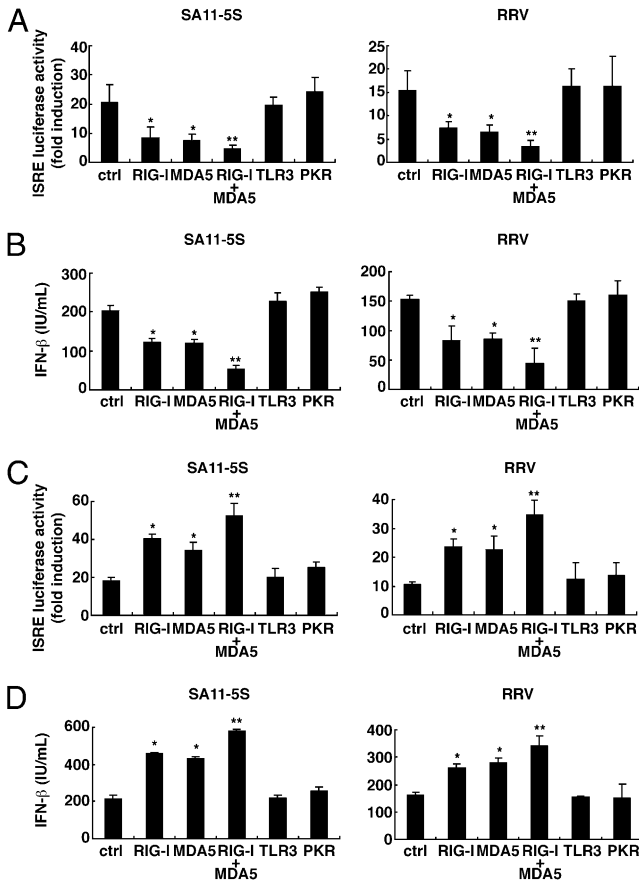 A
SA11-5S
RRV
ISRE luciferase activity
(fold induction)
40
30
20
10
0
25
20
15
10
5
0
*
*
**
*
*
**
ctrl RIG-I MDA5 RIG-I TLR3 PKR
+
MDA5
ctrl RIG-I MDA5 RIG-I TLR3 PKR
+
MDA5
B
SA11-5S
RRV
IFN-β (IU/mL)
300
200
100
0
200
150
100
50
0
*
*
**
*
*
**
ctrl RIG-I MDA5 RIG-I TLR3 PKR
+
MDA5
ctrl RIG-I MDA5 RIG-I TLR3 PKR
+
MDA5
C
SA11-5S
RRV
ISRE luciferase activity
(fold induction)
60
40
20
0
40
30
20
10
0
*
*
**
*
*
**
ctrl RIG-I MDA5 RIG-I TLR3 PKR
+
MDA5
ctrl RIG-I MDA5 RIG-I TLR3 PKR
+
MDA5
D
SA11-5S
RRV
IFN-β (IU/mL)
600
400
200
0
400
300
200
100
0
*
*
**
*
*
**
ctrl RIG-I MDA5 RIG-I TLR3 PKR
+
MDA5
ctrl RIG-I MDA5 RIG-I TLR3 PKR
+
MDA5